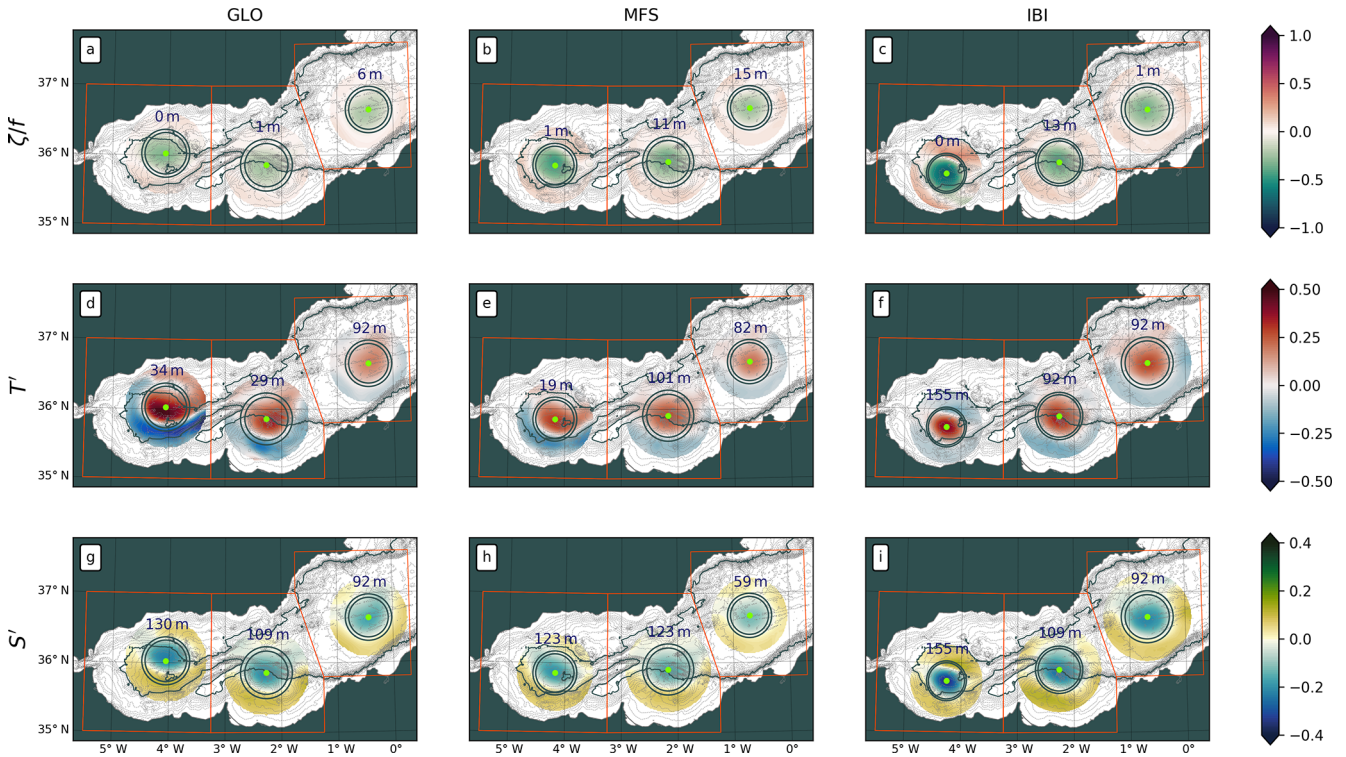 GLO MFS IBI
a b c
ζ/f
37° N
36° N
35° N
0 m 1 m 6 m
1 m 11 m 15 m
0 m 13 m 1 m
1.0
0.5
0.0
−0.5
−1.0
d e f
T′
37° N
36° N
35° N
34 m 29 m 92 m
19 m 101 m 82 m
155 m 92 m 92 m
0.50
0.25
0.00
−0.25
−0.50
g h i
S′
37° N
36° N
35° N
130 m 109 m 92 m
123 m 123 m 59 m
155 m 109 m 92 m
0.4
0.2
0.0
−0.2
−0.4
5° W 4° W 3° W 2° W 1° W 0° 5° W 4° W 3° W 2° W 1° W 0° 5° W 4° W 3° W 2° W 1° W 0°